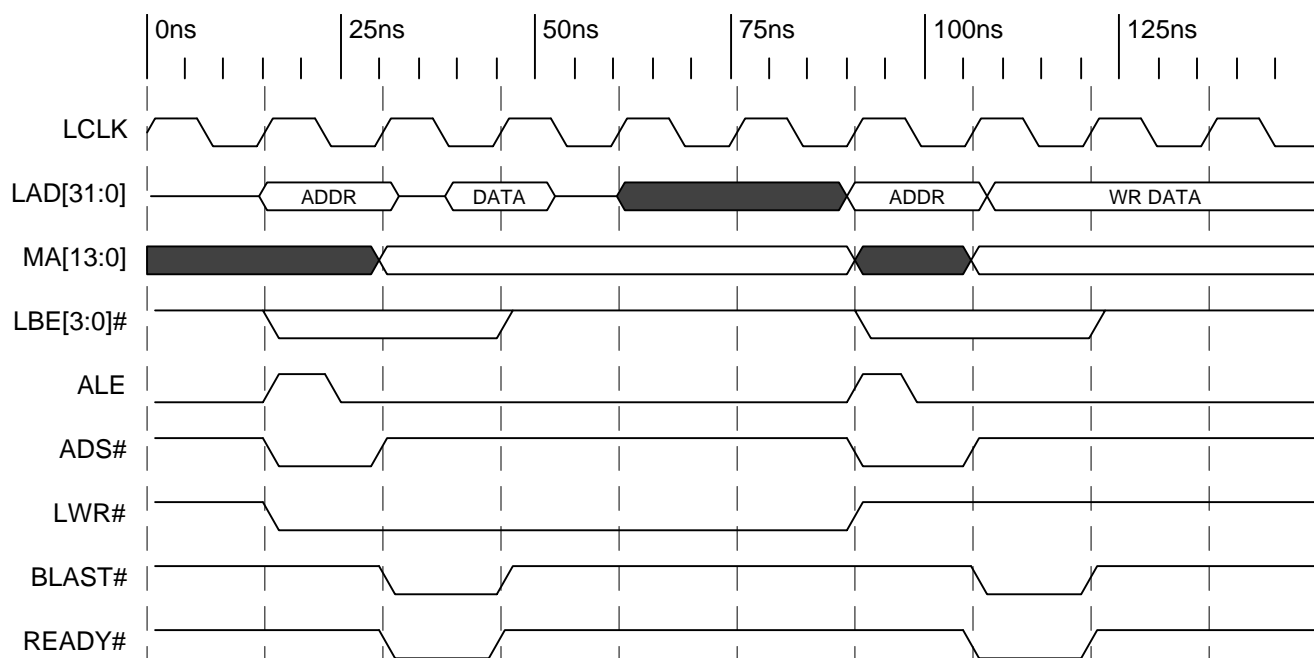 0ns 25ns 50ns 75ns 100ns 125ns
LCLK
LAD[31:0] ADDR DATA ADDR WR DATA
MA[13:0]
LBE[3:0]#
ALE
ADS#
LWR#
BLAST#
READY#